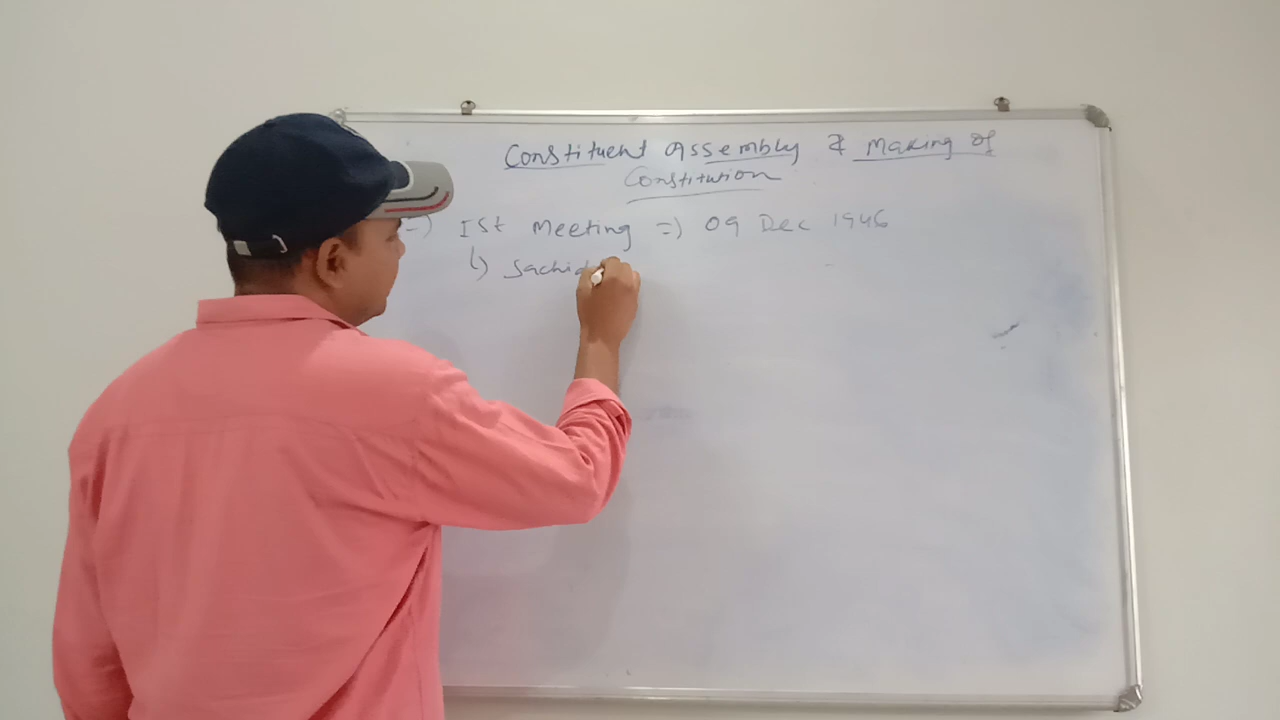 Constituent Assembly & Making of
Constitution
=) Ist Meeting => 09 Dec 1946
↳ Sachid